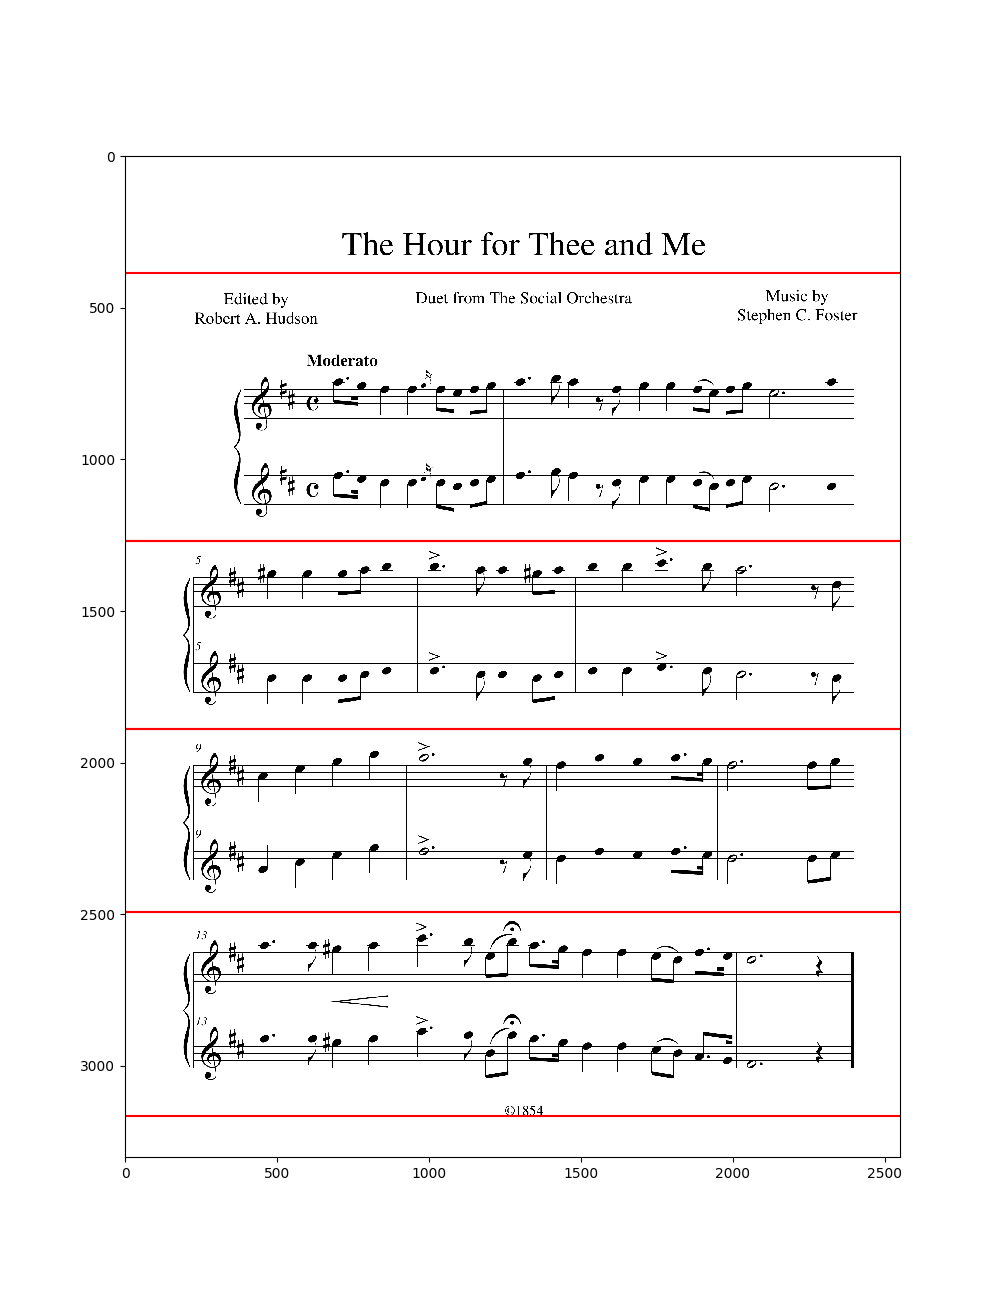 The Hour for Thee and Me
Edited by
Robert A. Hudson
Duet from The Social Orchestra
Music by
Stephen C. Foster
Moderato
5
5
9
9
13
13
©1854
0
500
1000
1500
2000
2500
3000
0
500
1000
1500
2000
2500